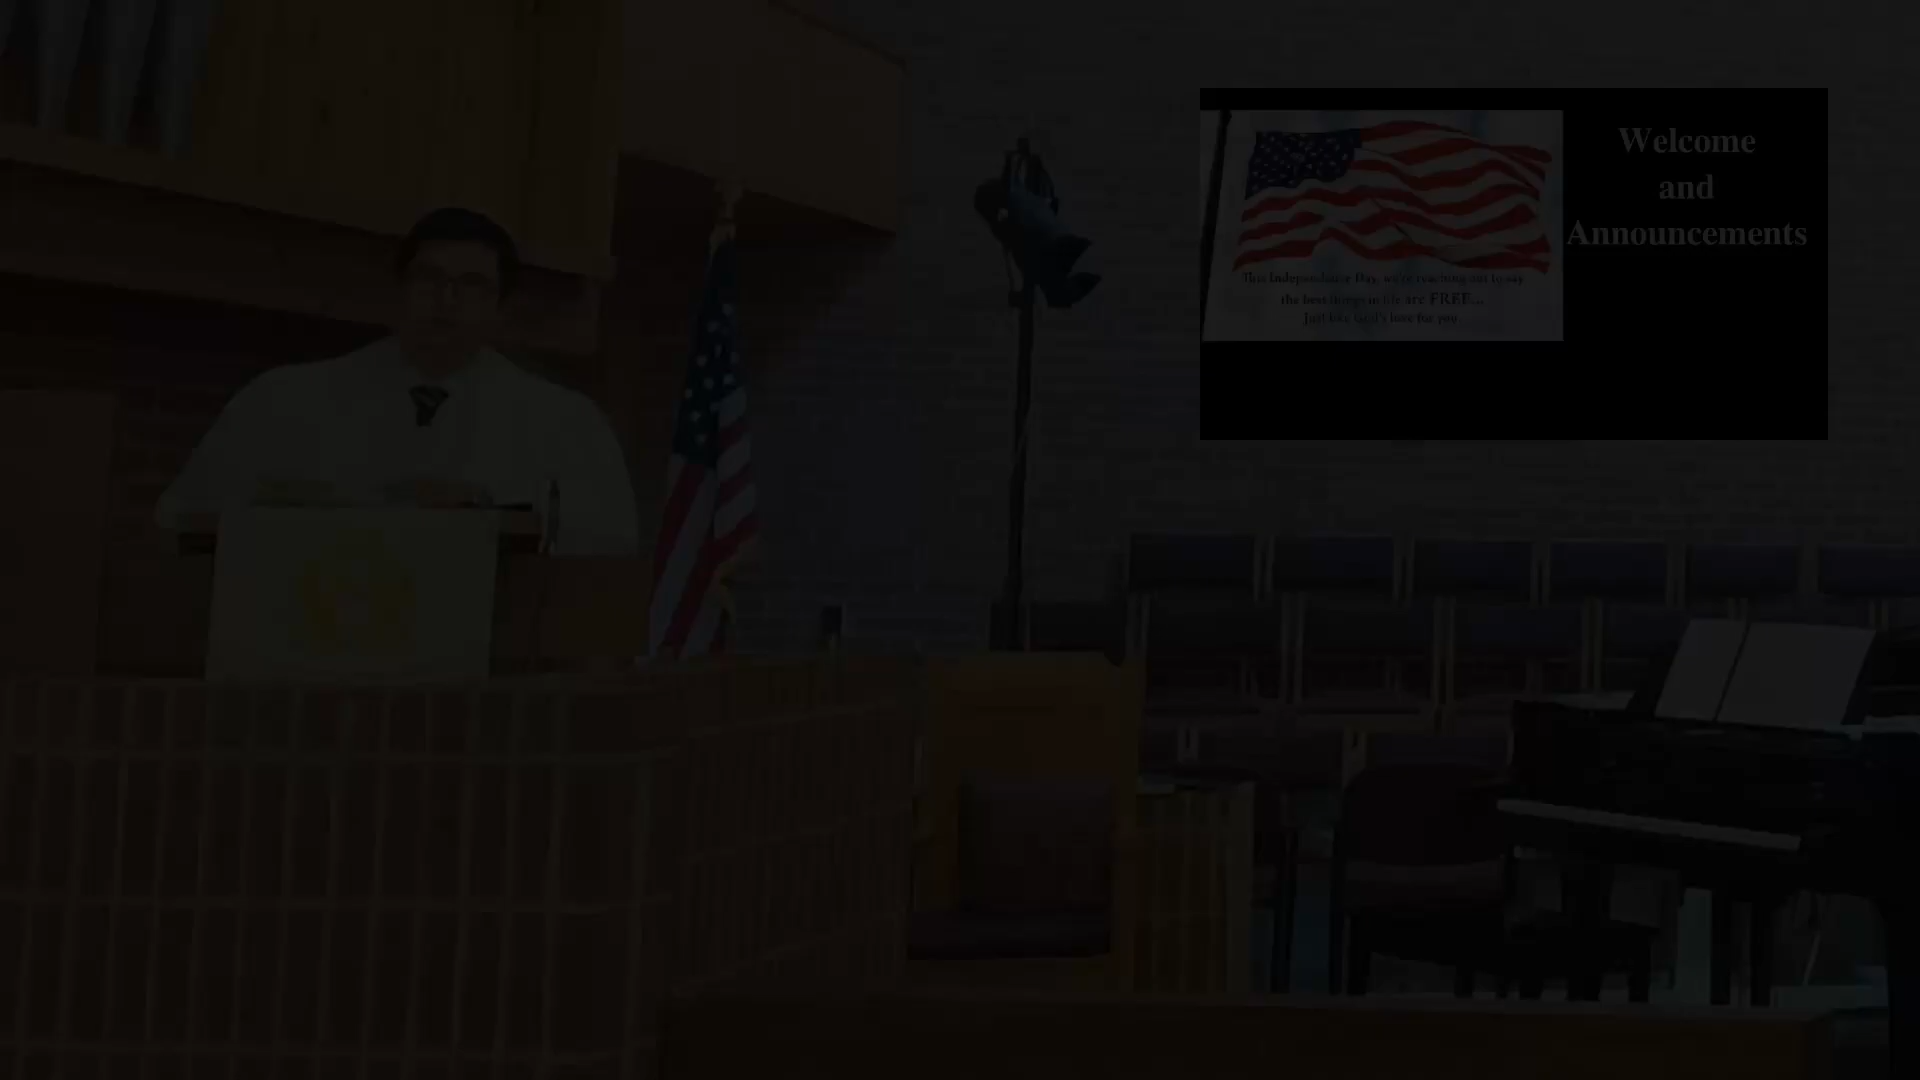 Welcome
and
Announcements
This Independence Day, we're reaching out to say
the best things in life are FREE...
Just like God's love for you.